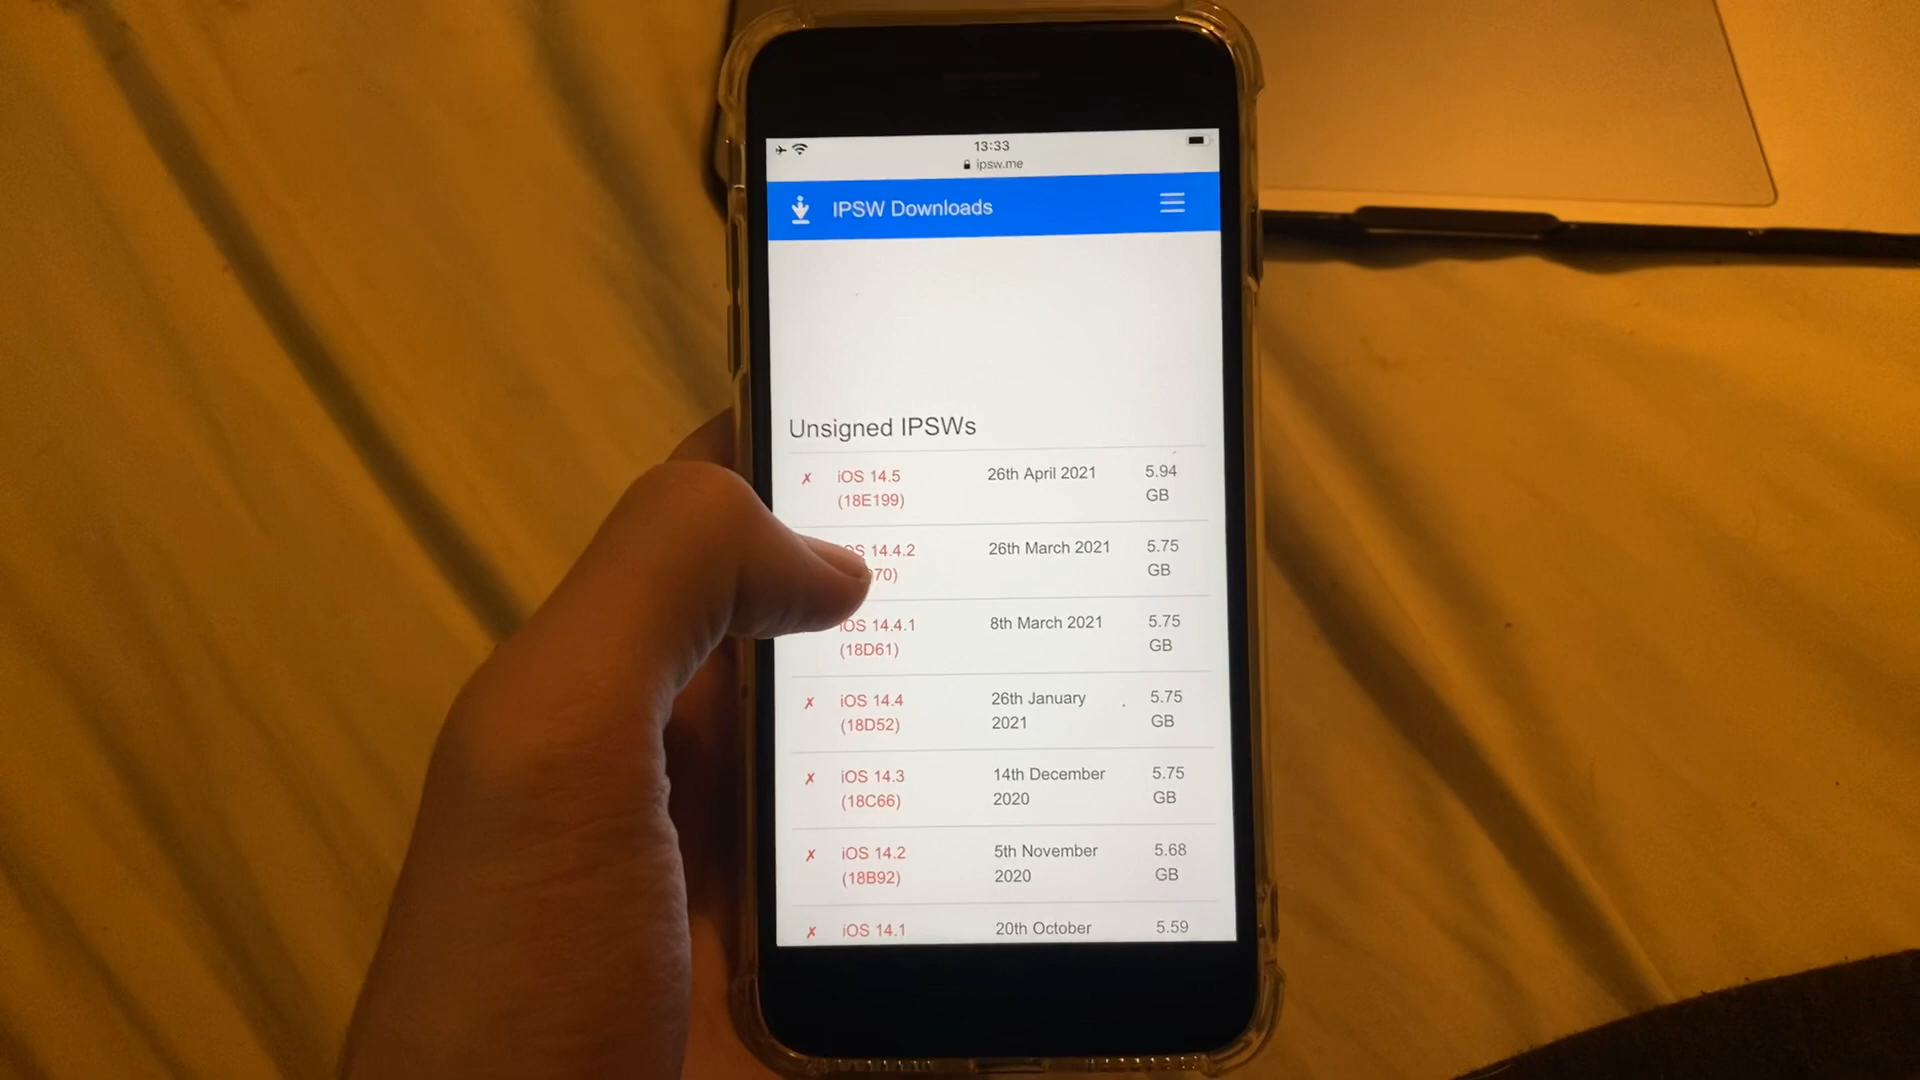 13:33
ipsw.me
IPSW Downloads
Unsigned IPSWs
✗ iOS 14.5 26th April 2021 5.94
(18E199) GB
14.4.2 26th March 2021 5.75
GB
iOS 14.4.1 8th March 2021 5.75
(18D61) GB
✗ iOS 14.4 26th January 5.75
(18D52) 2021 GB
✗ iOS 14.3 14th December 5.75
(18C66) 2020 GB
✗ iOS 14.2 5th November 5.68
(18B92) 2020 GB
✗ iOS 14.1 20th October 5.59